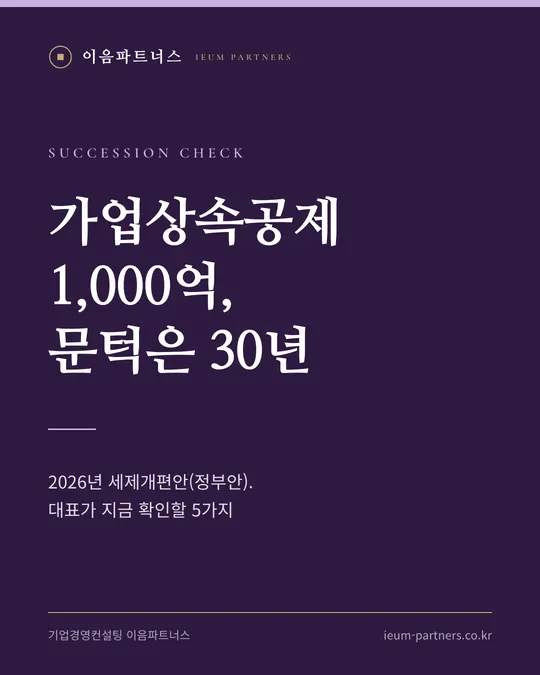 이음파트너스 IEUM PARTNERS
SUCCESSION CHECK
가업상속공제
1,000억,
문턱은 30년
2026년 세제개편안(정부안).
대표가 지금 확인할 5가지
기업경영컨설팅 이음파트너스
ieum-partners.co.kr